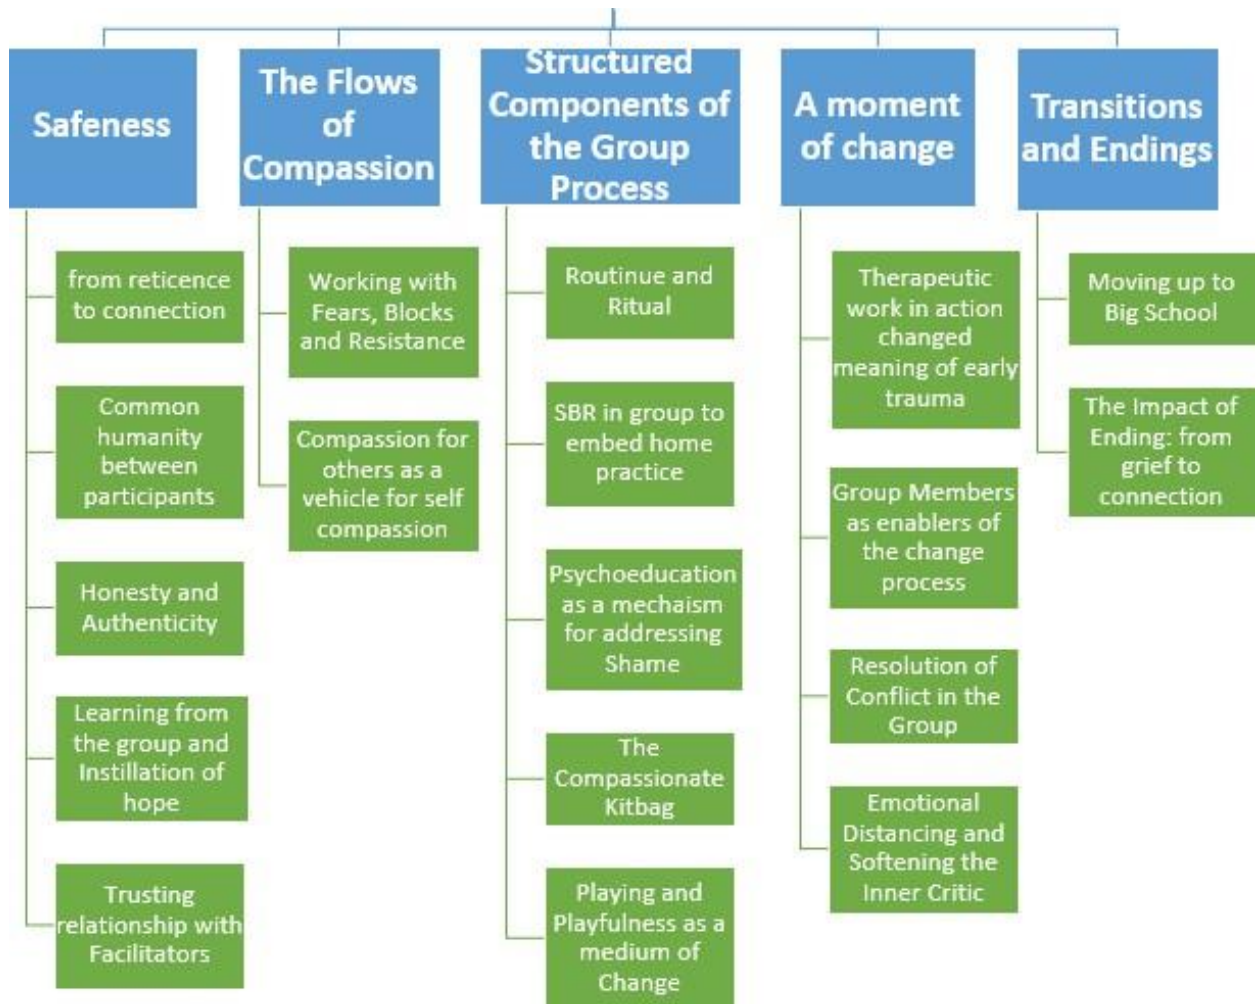 Safeness
from reticence
to connection
Common
humanity
between
participants
Honesty and
Authenticity
Learning from
the group and
Instillation of
hope
Trusting
relationship with
Facilitators
The Flows
of
Compassion
Working with
Fears, Blocks
and Resistance
Compassion for
others as a
vehicle for self
compassion
Structured
Components of
the Group
Process
Routinue and
Ritual
SBR in group to
embed home
practice
Psychoeducation
as a mechaism
for addressing
Shame
The
Compassionate
Kitbag
Playing and
Playfulness as a
medium of
Change
A moment
of change
Therapeutic
work in action
changed
meaning of early
trauma
Group Members
as enablers of
the change
process
Resolution of
Conflict in the
Group
Emotional
Distancing and
Softening the
Inner Critic
Transitions
and Endings
Moving up to
Big School
The Impact of
Ending: from
grief to
connection